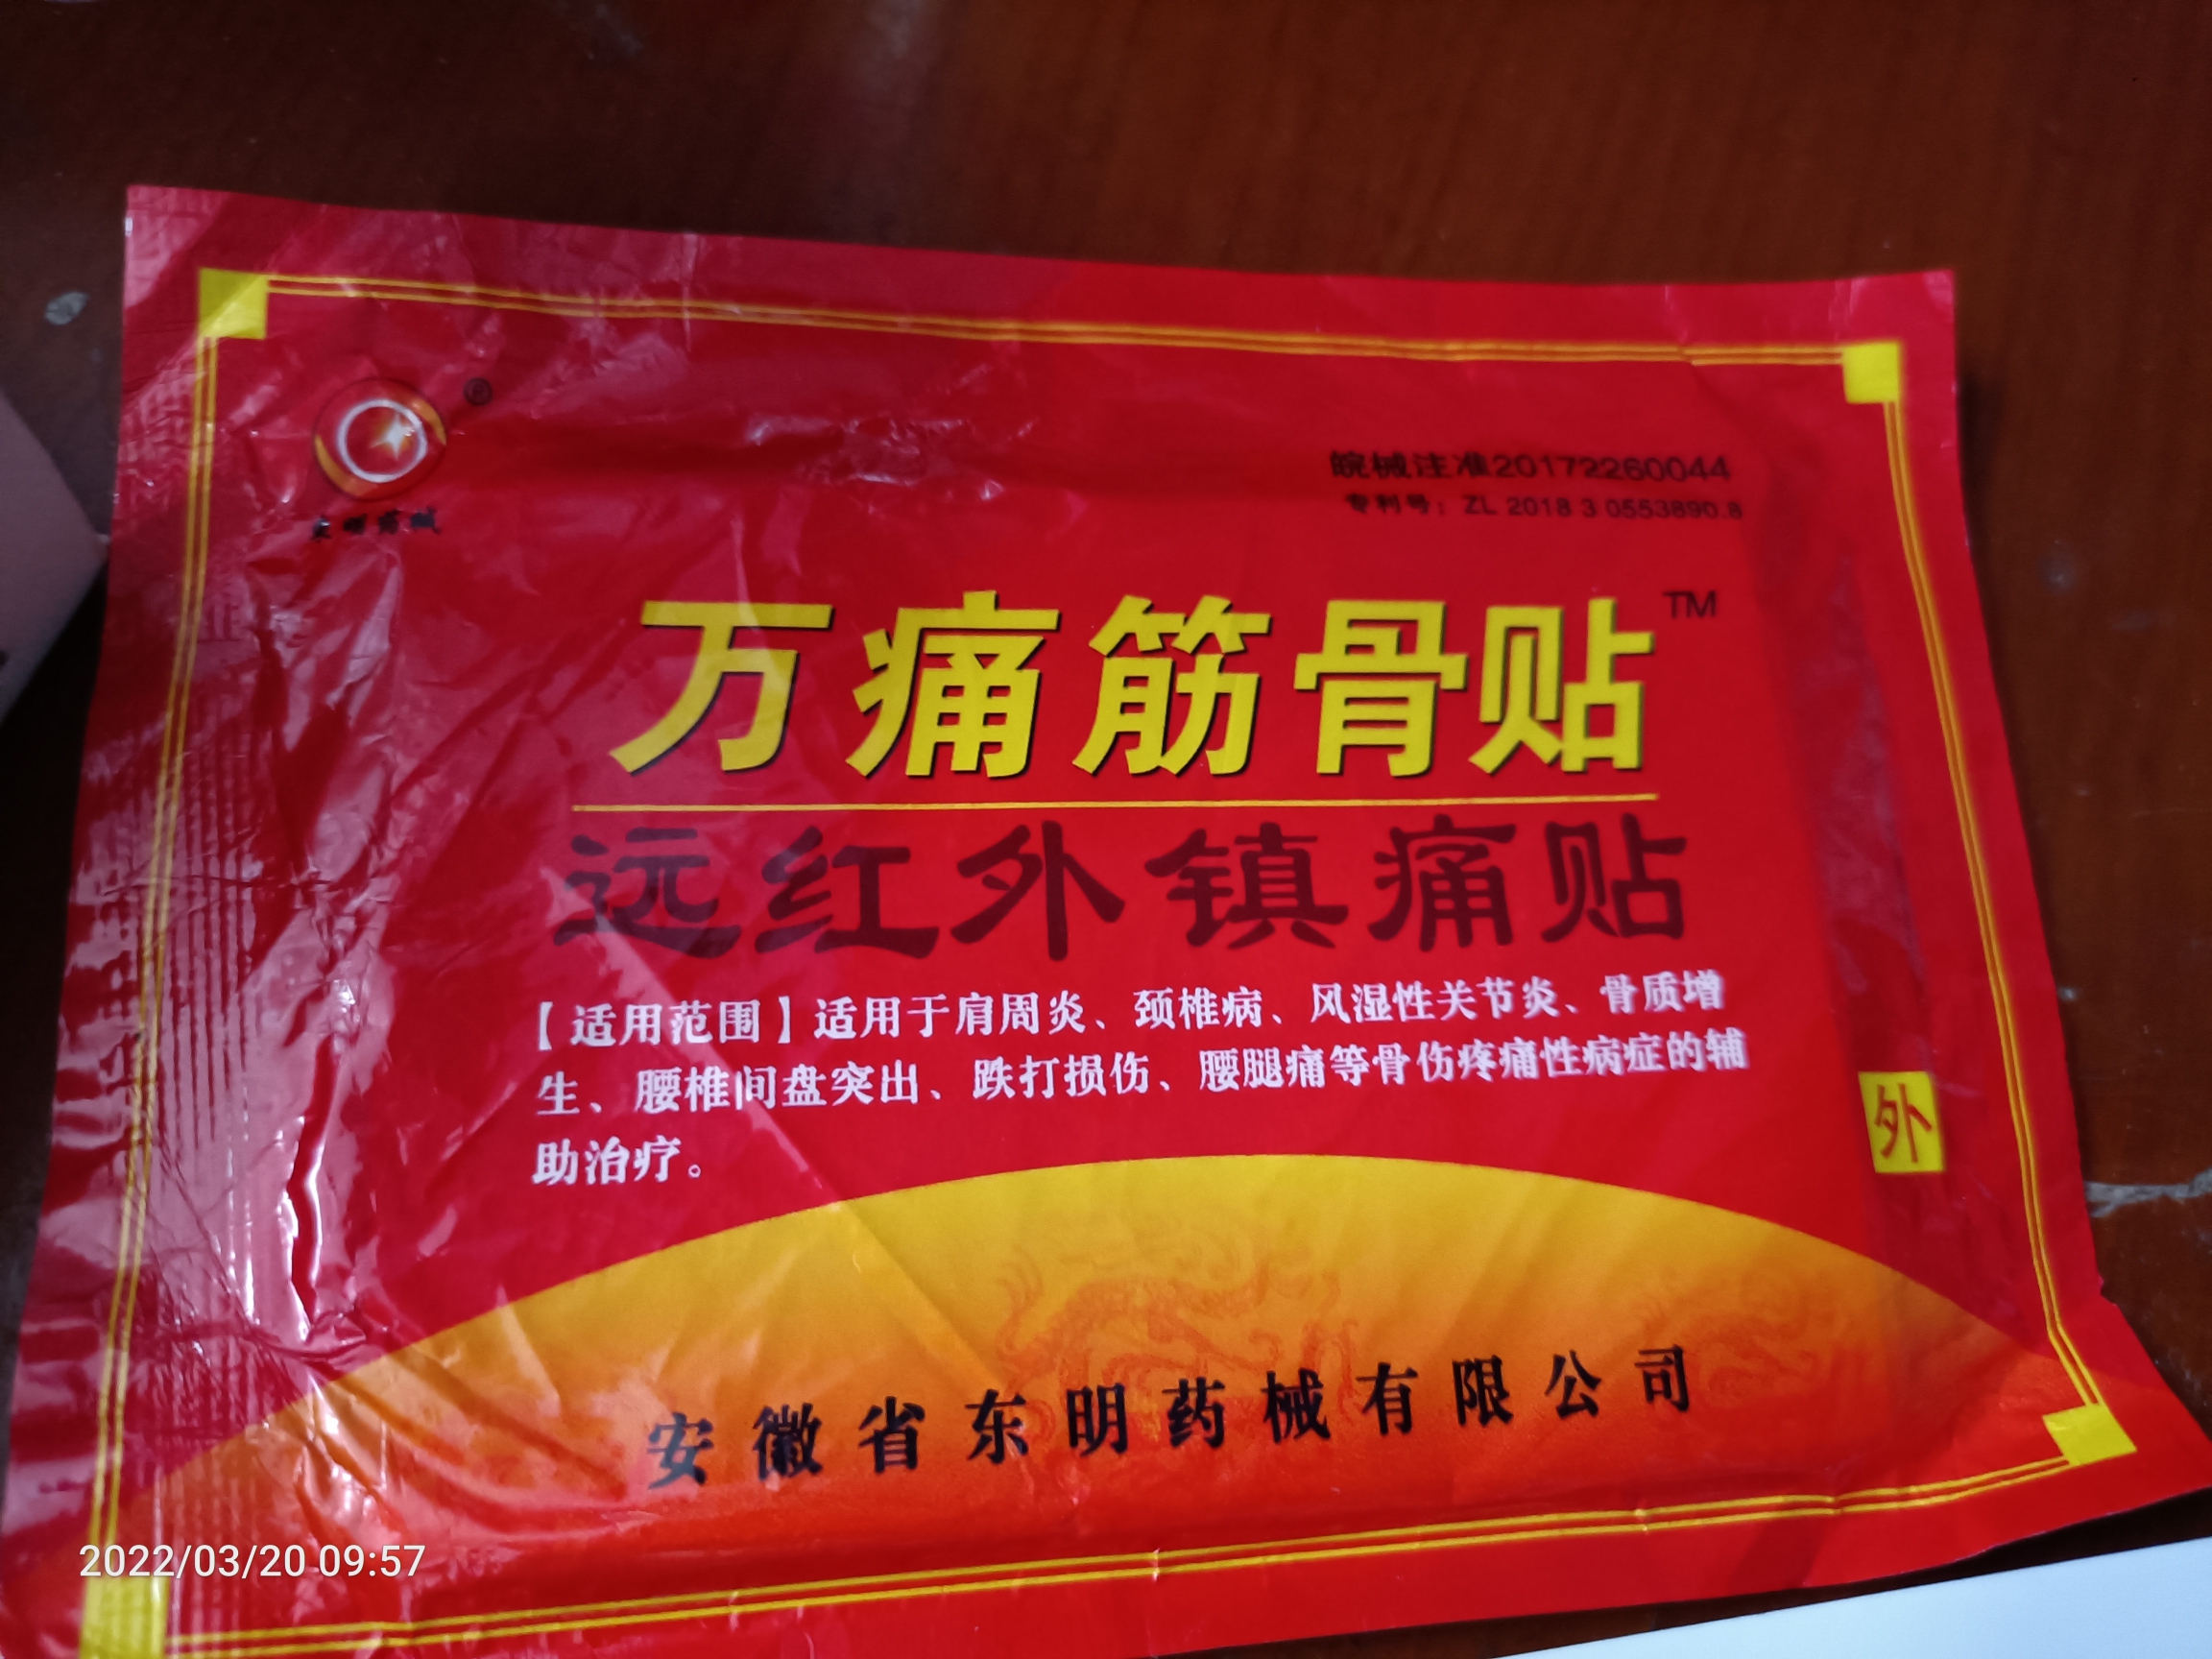 ®
东明药械
皖械注准20172260044
专利号：ZL 2018 3 0553890.8
万痛筋骨贴™
远红外镇痛贴
【适用范围】适用于肩周炎、颈椎病、风湿性关节炎、骨质增
生、腰椎间盘突出、跌打损伤、腰腿痛等骨伤疼痛性病症的辅
助治疗。
外
安徽省东明药械有限公司
2022/03/20 09:57